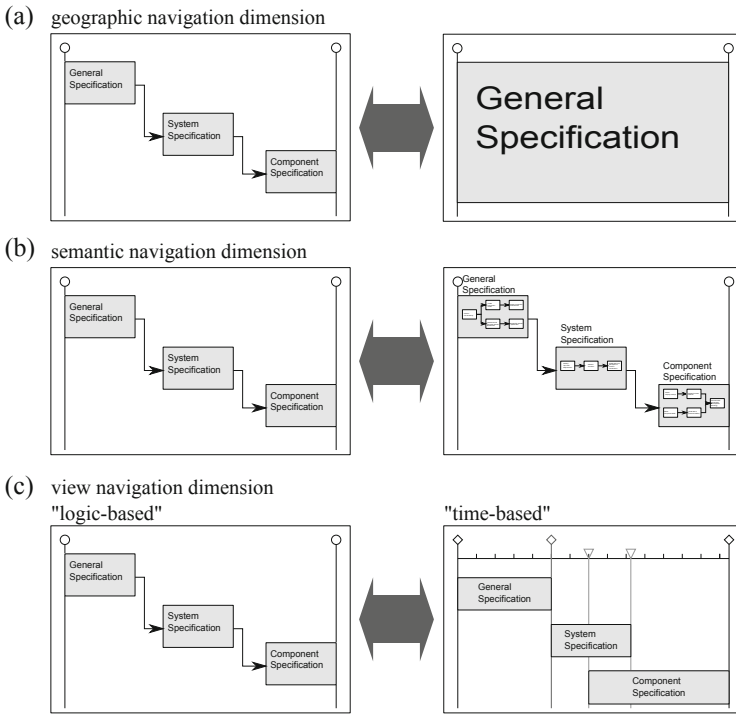 (a) geographic navigation dimension
General
Specification
System
Specification
Component
Specification
General
Specification
(b) semantic navigation dimension
General
Specification
System
Specification
Component
Specification
General
Specification
System
Specification
Component
Specification
(c) view navigation dimension
"logic-based"
General
Specification
System
Specification
Component
Specification
"time-based"
General
Specification
System
Specification
Component
Specification